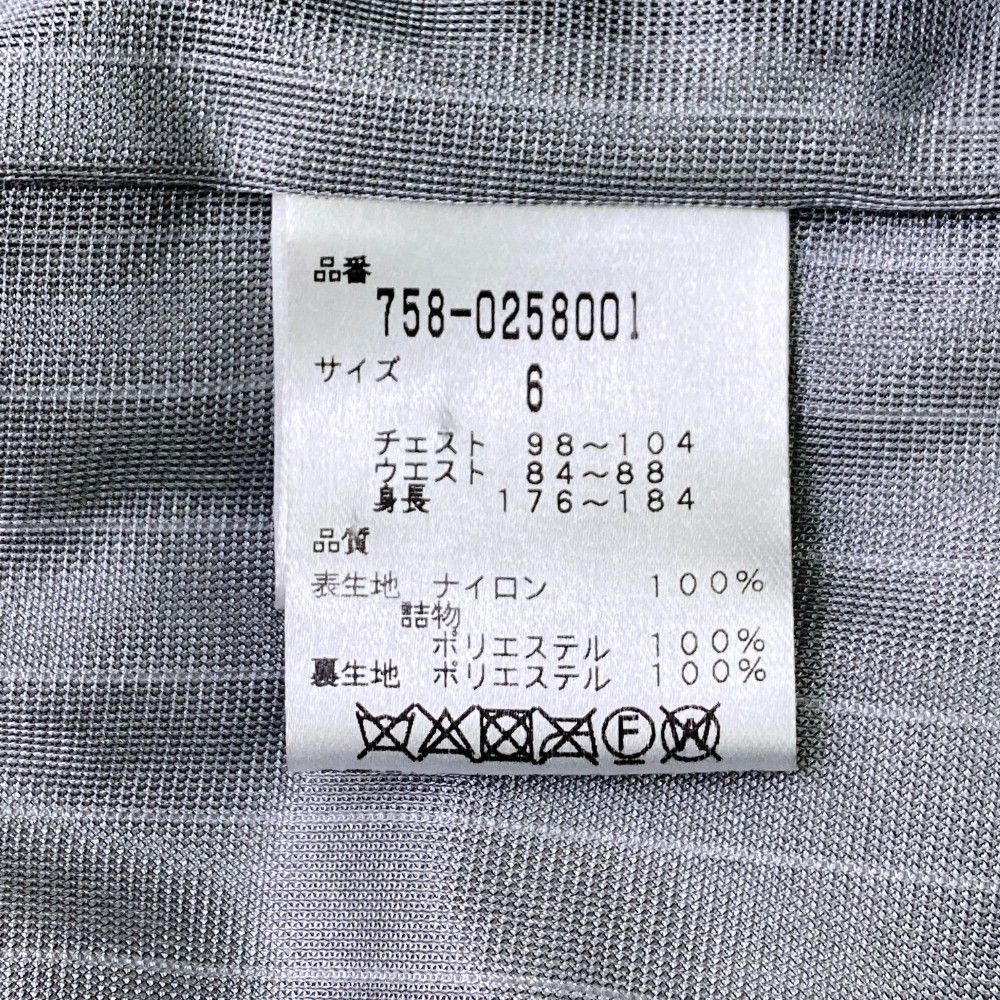 品番
758-0258001
サイズ
6
チェスト 98～104
ウエスト 84～88
身長 176～184
品質
表生地 ナイロン 100%
詰物
ポリエステル 100%
裏生地 ポリエステル 100%
F W